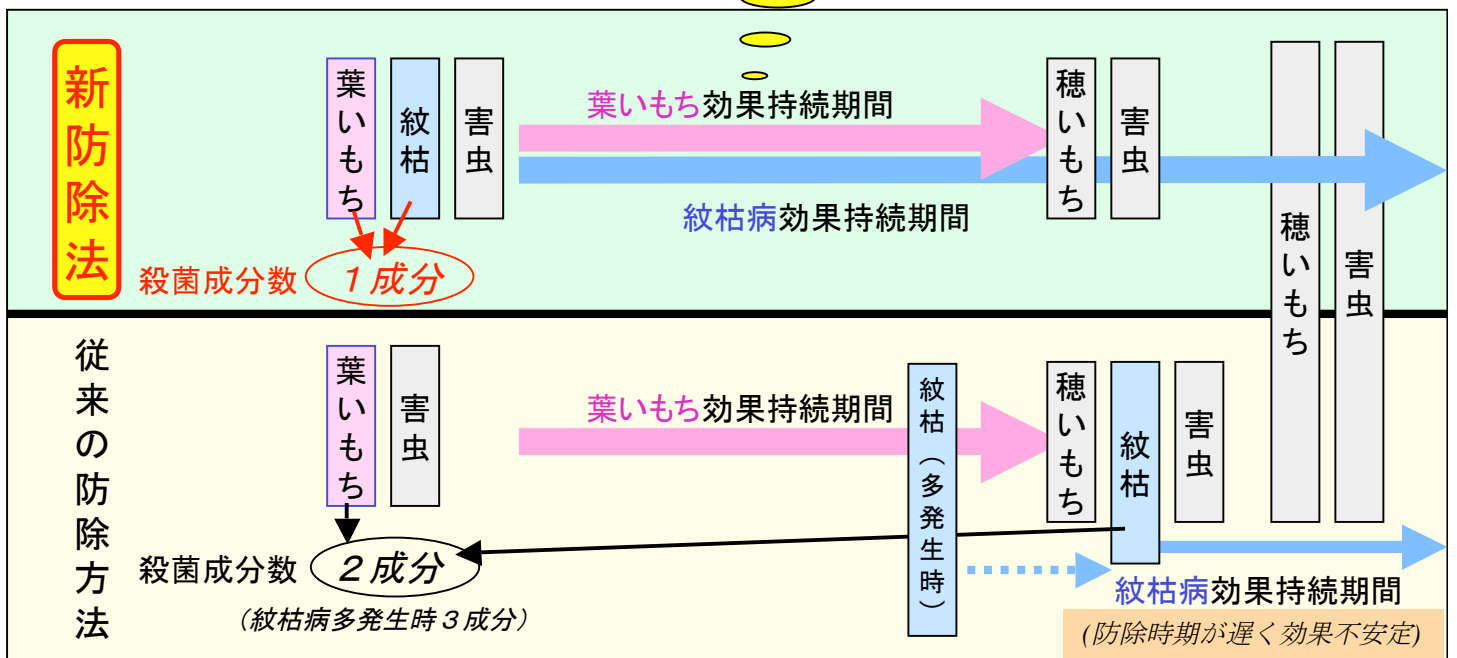 新防除法
葉いもち
紋枯
害虫
葉いもち効果持続期間
紋枯病効果持続期間
穂いもち
害虫
穂いもち
害虫
殺菌成分数
1成分
従来の防除方法
葉いもち
害虫
葉いもち効果持続期間
紋枯（多発生時）
穂いもち
紋枯
害虫
殺菌成分数
2成分
（紋枯病多発生時３成分）
紋枯病効果持続期間
(防除時期が遅く効果不安定)